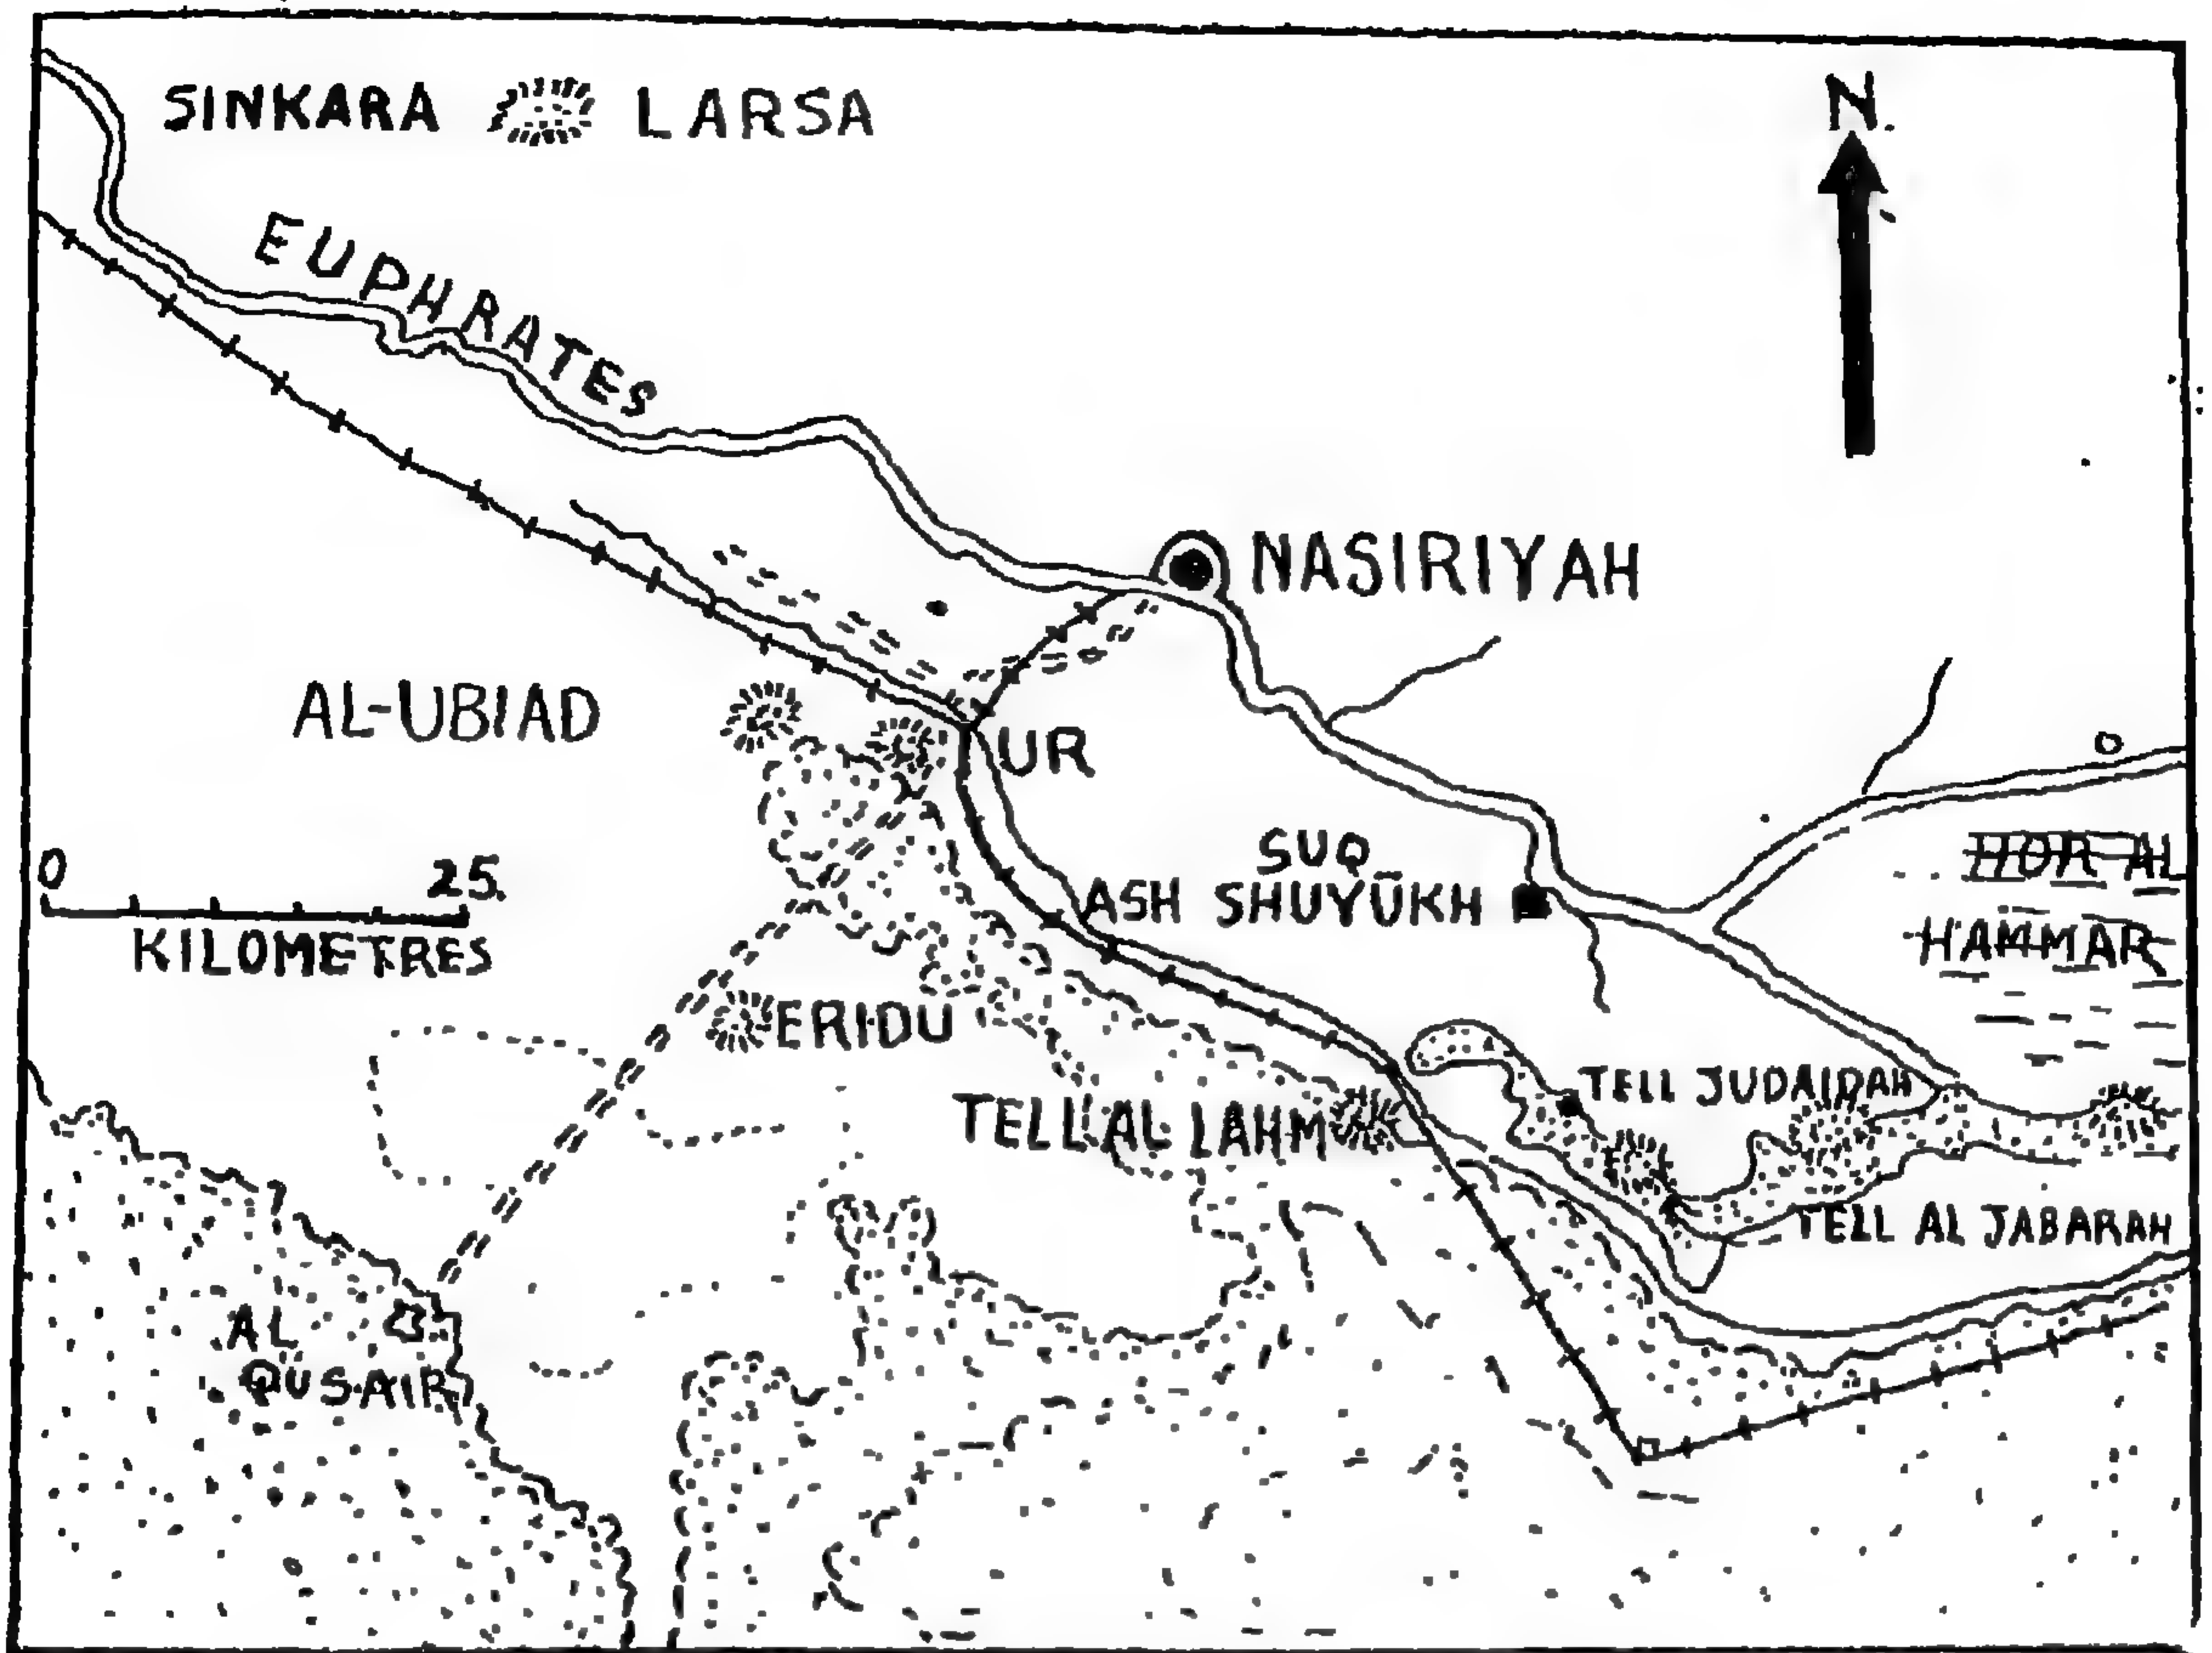 SINKARA LARSA
N.
EUPHRATES
NASIRIYAH
AL-UBIAD
UR
0 25.
KILOMETRES
SUQ
ASH SHUYŪKH
HOR AL
HAMMAR
ERIDU
TELL JUDAIDAH
TELL AL LAHM
TELL AL JABARAH
AL
QUSAIR